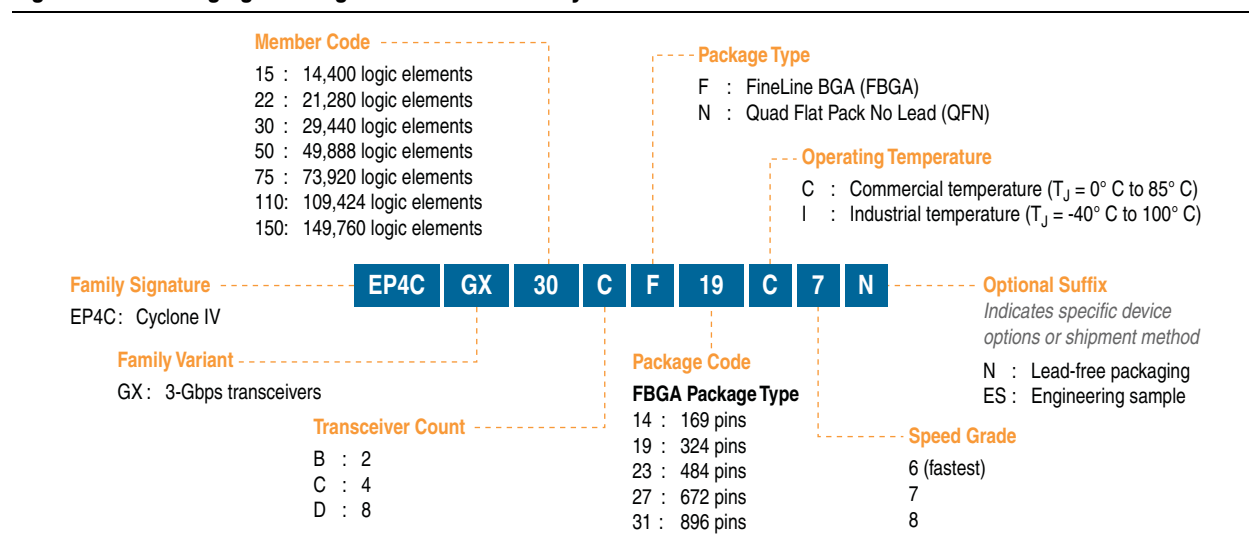 Member Code
15 : 14,400 logic elements
22 : 21,280 logic elements
30 : 29,440 logic elements
50 : 49,888 logic elements
75 : 73,920 logic elements
110: 109,424 logic elements
150: 149,760 logic elements
Package Type
F : FineLine BGA (FBGA)
N : Quad Flat Pack No Lead (QFN)
Operating Temperature
C : Commercial temperature (TJ = 0° C to 85° C)
I : Industrial temperature (TJ = -40° C to 100° C)
Family Signature
EP4C: Cyclone IV
EP4C GX 30 C F 19 C 7 N
Optional Suffix
Indicates specific device
options or shipment method
N : Lead-free packaging
ES : Engineering sample
Family Variant
GX : 3-Gbps transceivers
Transceiver Count
B : 2
C : 4
D : 8
Package Code
FBGA Package Type
14 : 169 pins
19 : 324 pins
23 : 484 pins
27 : 672 pins
31 : 896 pins
Speed Grade
6 (fastest)
7
8